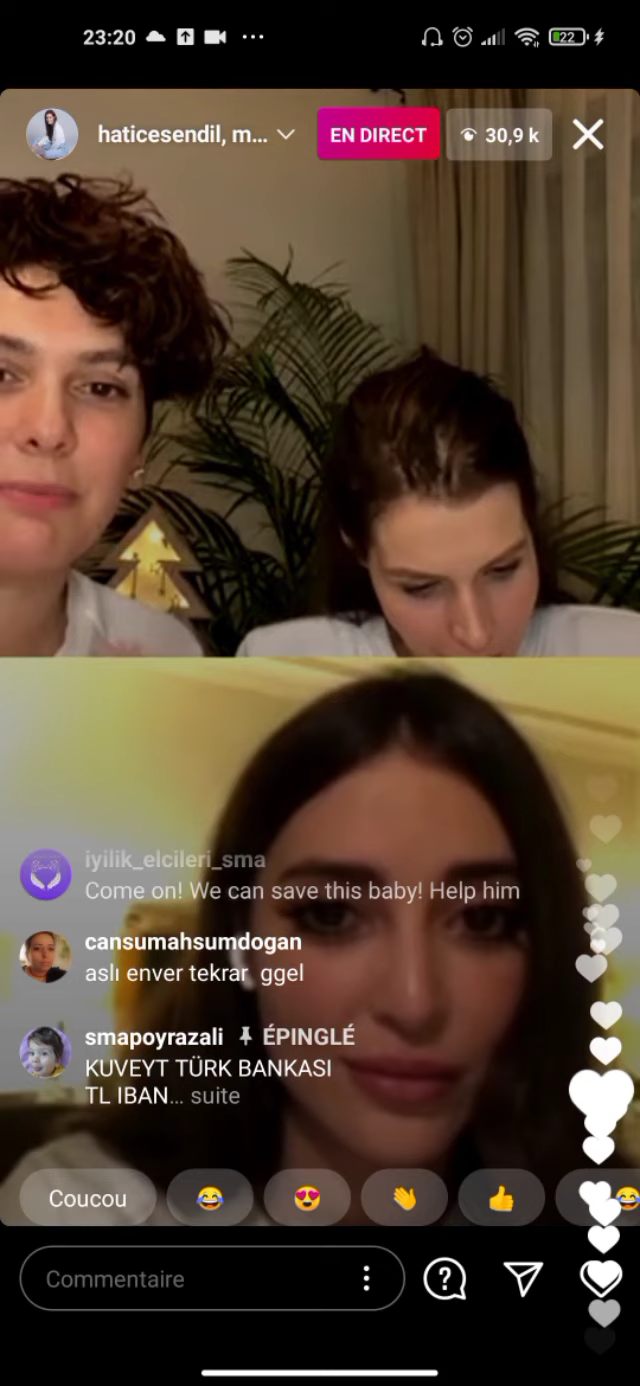 23:20
22
haticesendil, m...
EN DIRECT
30,9 k
iyilik_elcileri_sma
Come on! We can save this baby! Help him
cansumahsumdogan
aslı enver tekrar ggel
smapoyrazali ÉPINGLÉ
KUVEYT TÜRK BANKASI
TL IBAN... suite
Coucou
Commentaire